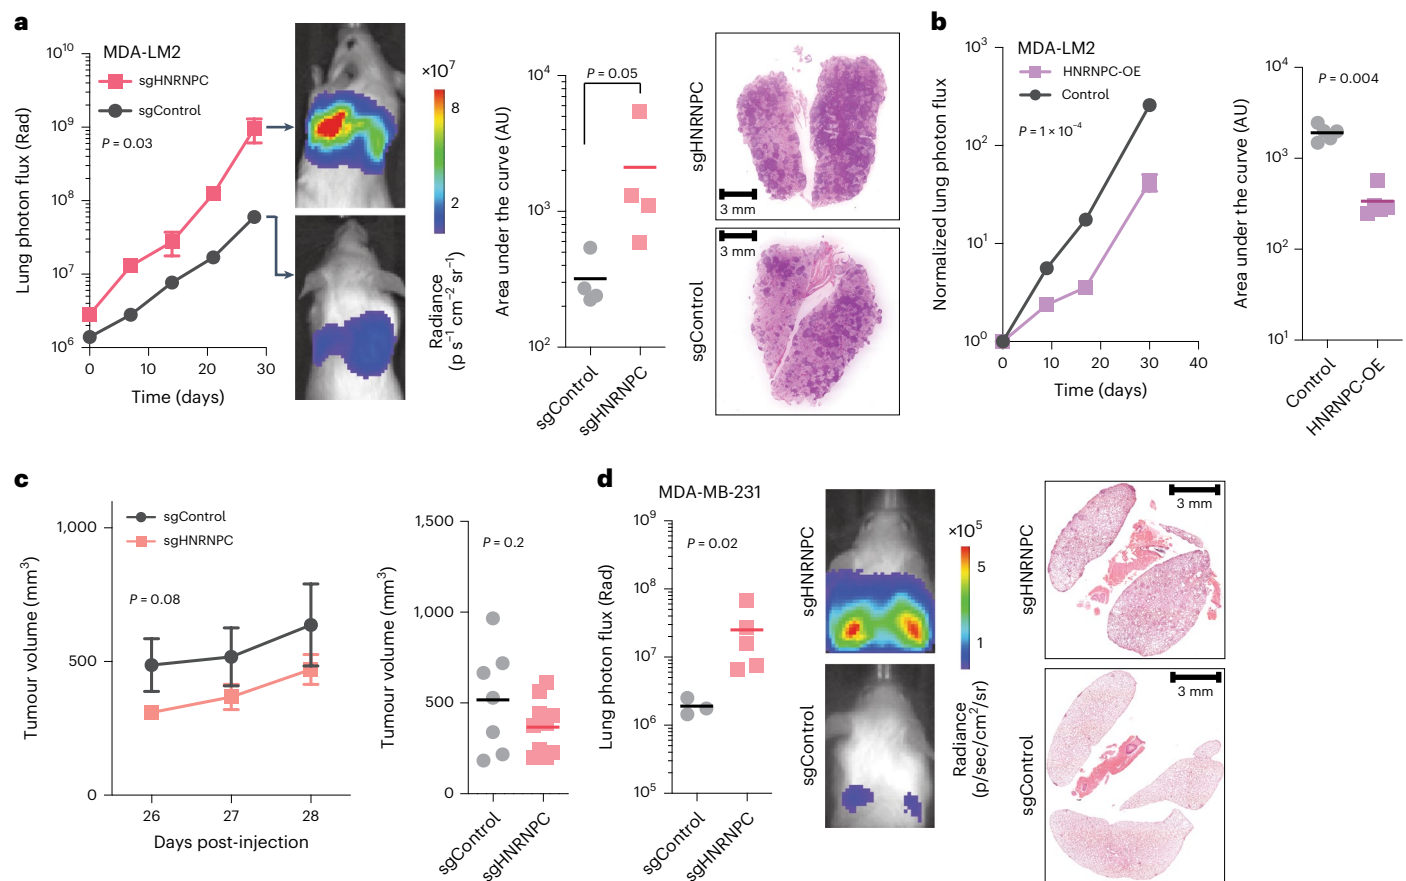 a
MDA-LM2
sgHNRNPC
sgControl
P = 0.03
Lung photon flux (Rad)
10¹⁰
10⁹
10⁸
10⁷
10⁶
0
10
20
30
Time (days)
×10⁷
8
2
Radiance
(p s⁻¹ cm⁻² sr⁻¹)
Area under the curve (AU)
10⁴
10³
10²
P = 0.05
sgControl
sgHNRNPC
sgHNRNPC
3 mm
sgControl
3 mm
b
MDA-LM2
HNRNPC-OE
Control
P = 1 × 10⁻⁴
Normalized lung photon flux
10³
10²
10¹
10⁰
0
10
20
30
40
Time (days)
Area under the curve (AU)
10⁴
10³
10²
10¹
P = 0.004
Control
HNRNPC-OE
c
sgControl
sgHNRNPC
P = 0.08
Tumour volume (mm³)
1,000
500
0
26
27
28
Days post-injection
Tumour volume (mm³)
1,500
1,000
500
0
P = 0.2
sgControl
sgHNRNPC
d
MDA-MB-231
Lung photon flux (Rad)
10⁹
10⁸
10⁷
10⁶
10⁵
P = 0.02
sgControl
sgHNRNPC
sgHNRNPC
sgControl
×10⁵
5
1
Radiance
(p/sec/cm²/sr)
sgHNRNPC
3 mm
sgControl
3 mm